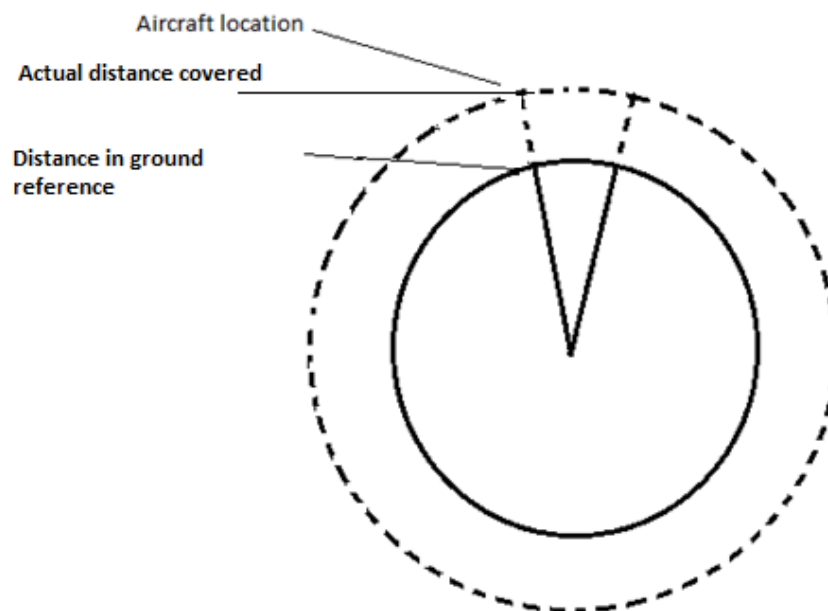 Aircraft location
Actual distance covered
Distance in ground
reference